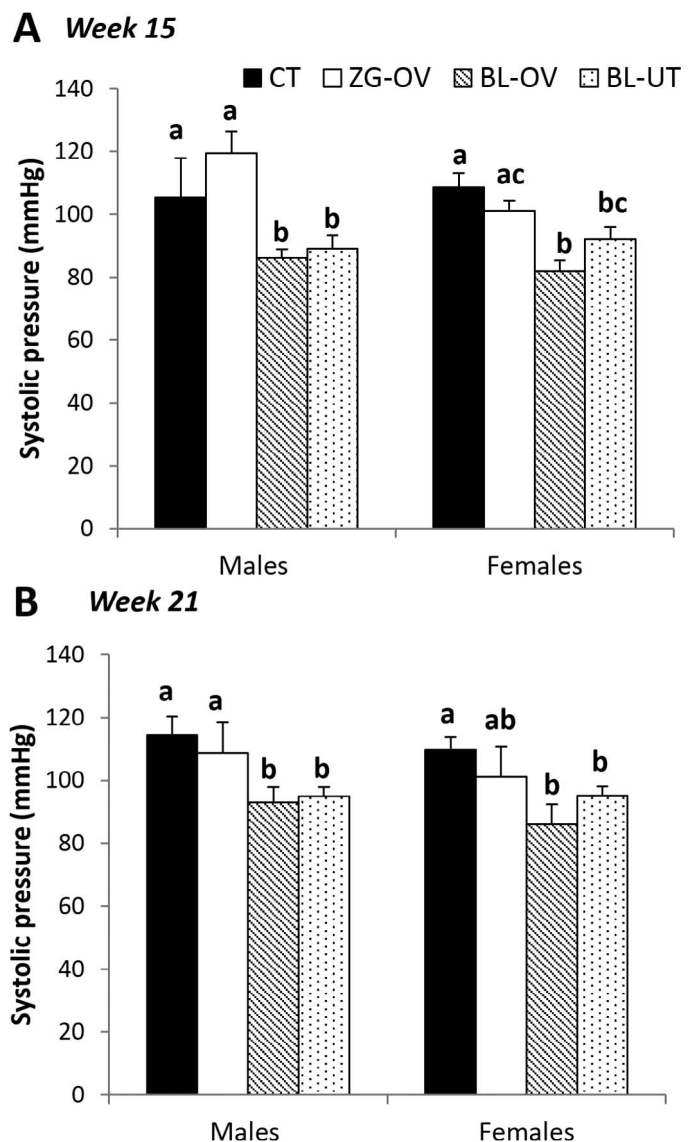 A Week 15
CT ZG-OV BL-OV BL-UT
Systolic pressure (mmHg)
140
120
100
80
60
40
20
0
a a b b a ac b bc
Males Females
B Week 21
Systolic pressure (mmHg)
140
120
100
80
60
40
20
0
a a b b a ab b b
Males Females